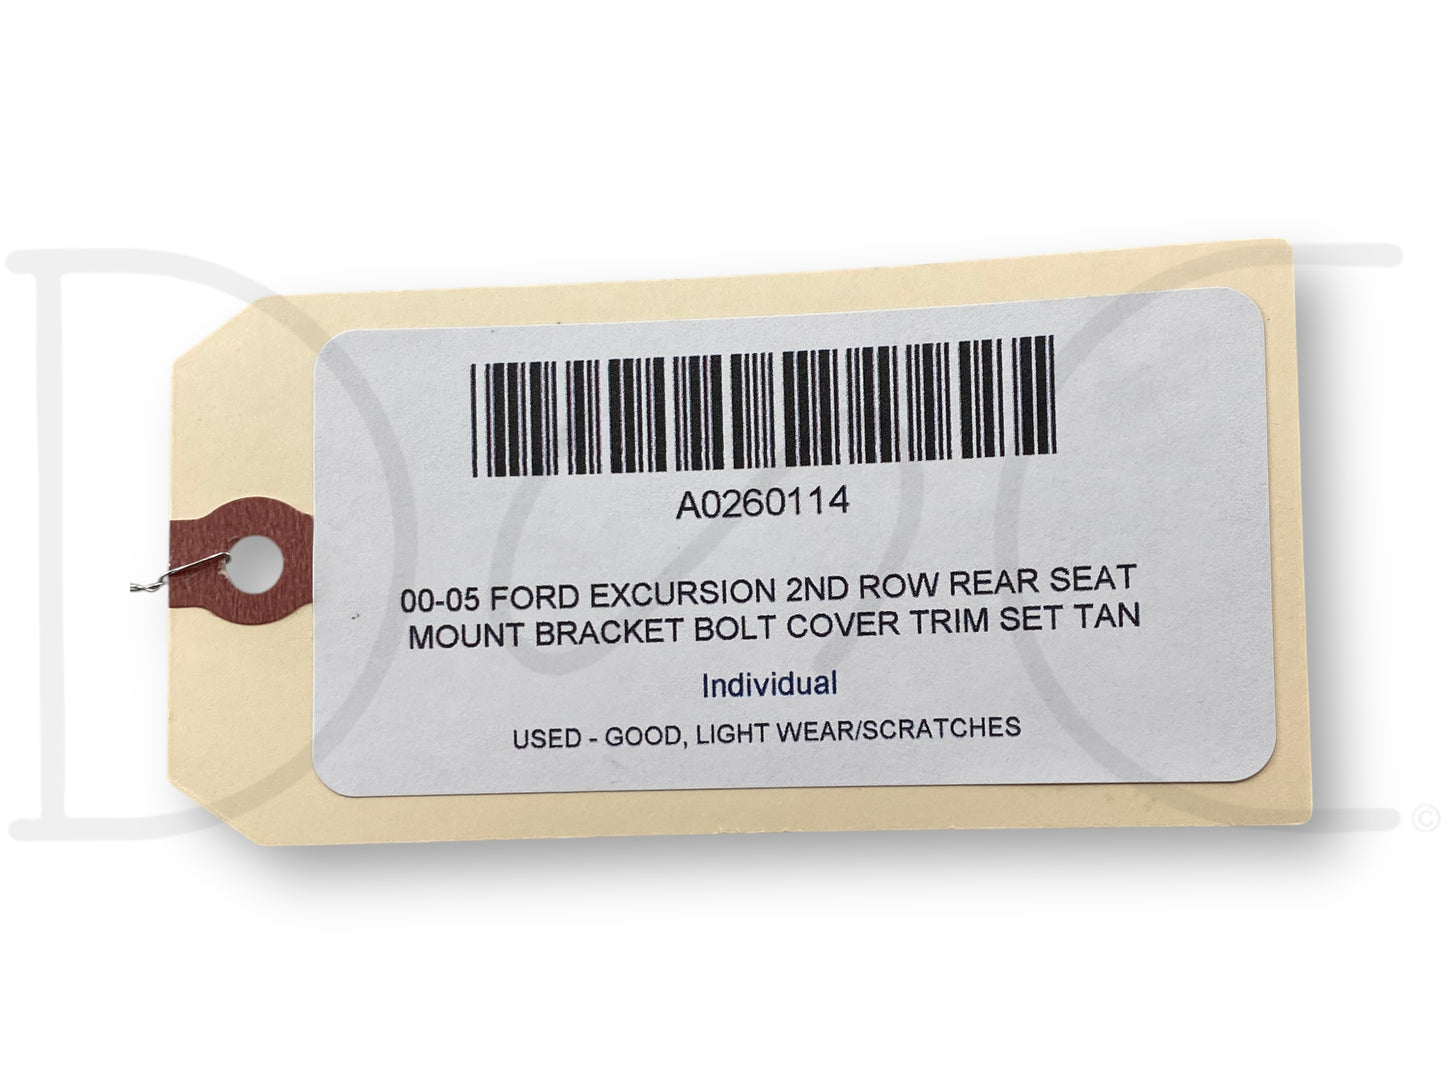 A0260114
00-05 FORD EXCURSION 2ND ROW REAR SEAT
MOUNT BRACKET BOLT COVER TRIM SET TAN
Individual
USED - GOOD, LIGHT WEAR/SCRATCHES
©